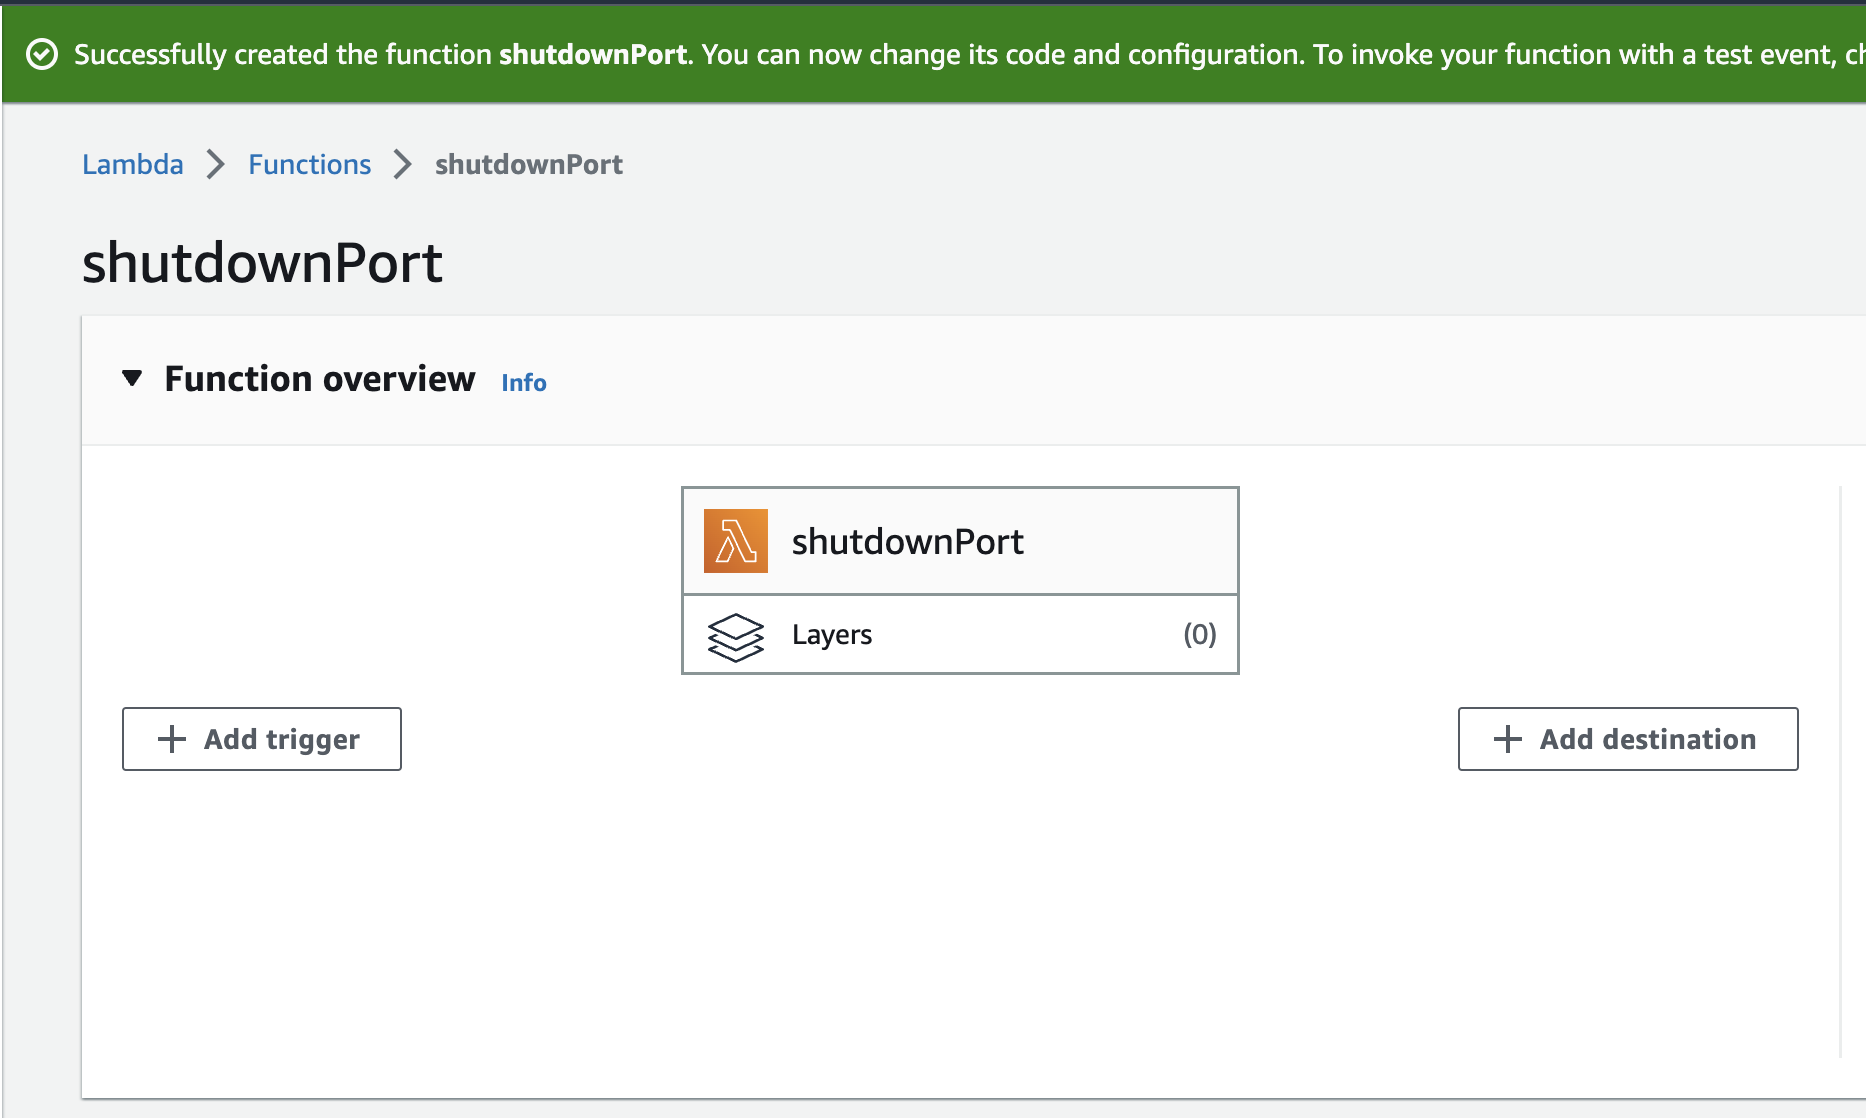 Successfully created the function shutdownPort. You can now change its code and configuration. To invoke your function with a test event,
Lambda > Functions > shutdownPort
shutdownPort
Function overview Info
shutdownPort
Layers (0)
+ Add trigger
+ Add destination